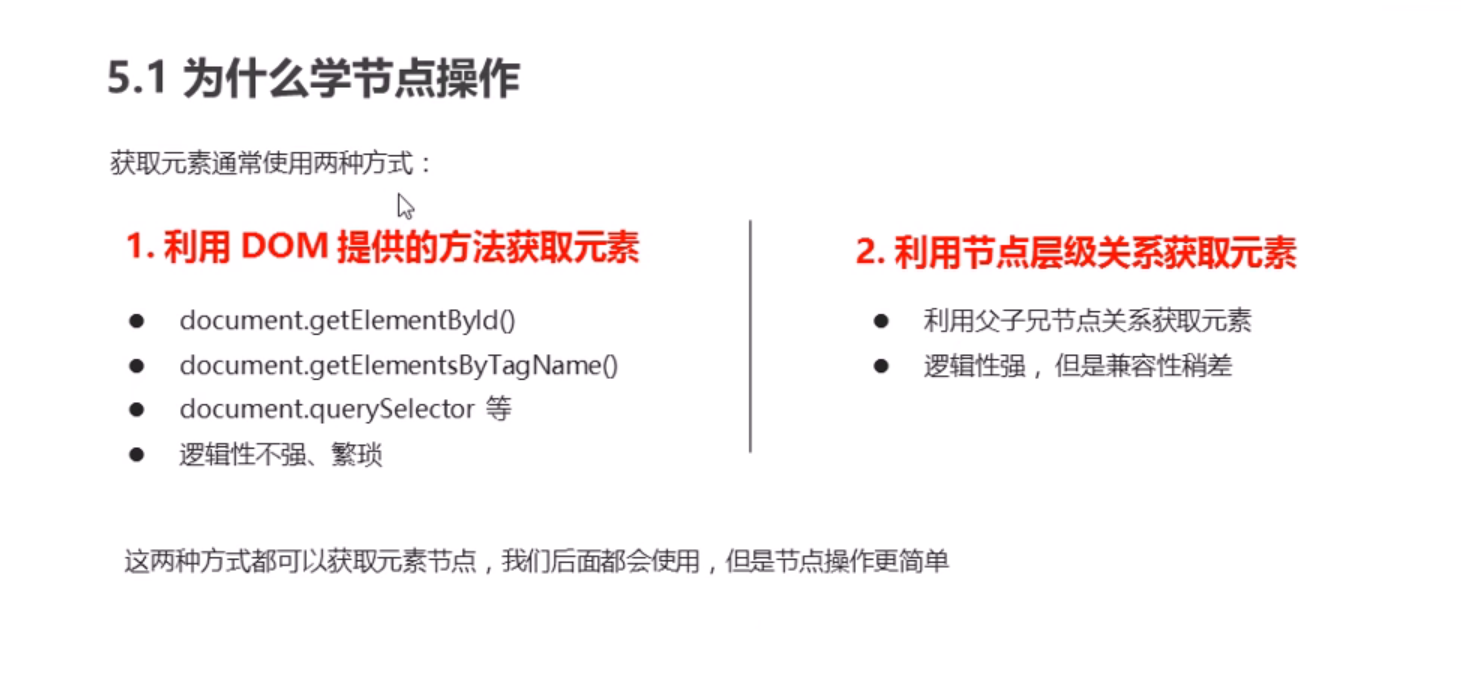 5.1 为什么学节点操作
获取元素通常使用两种方式：
1. 利用 DOM 提供的方法获取元素
● document.getElementById()
● document.getElementsByTagName()
● document.querySelector 等
● 逻辑性不强、繁琐
2. 利用节点层级关系获取元素
● 利用父子兄节点关系获取元素
● 逻辑性强，但是兼容性稍差
这两种方式都可以获取元素节点，我们后面都会使用，但是节点操作更简单